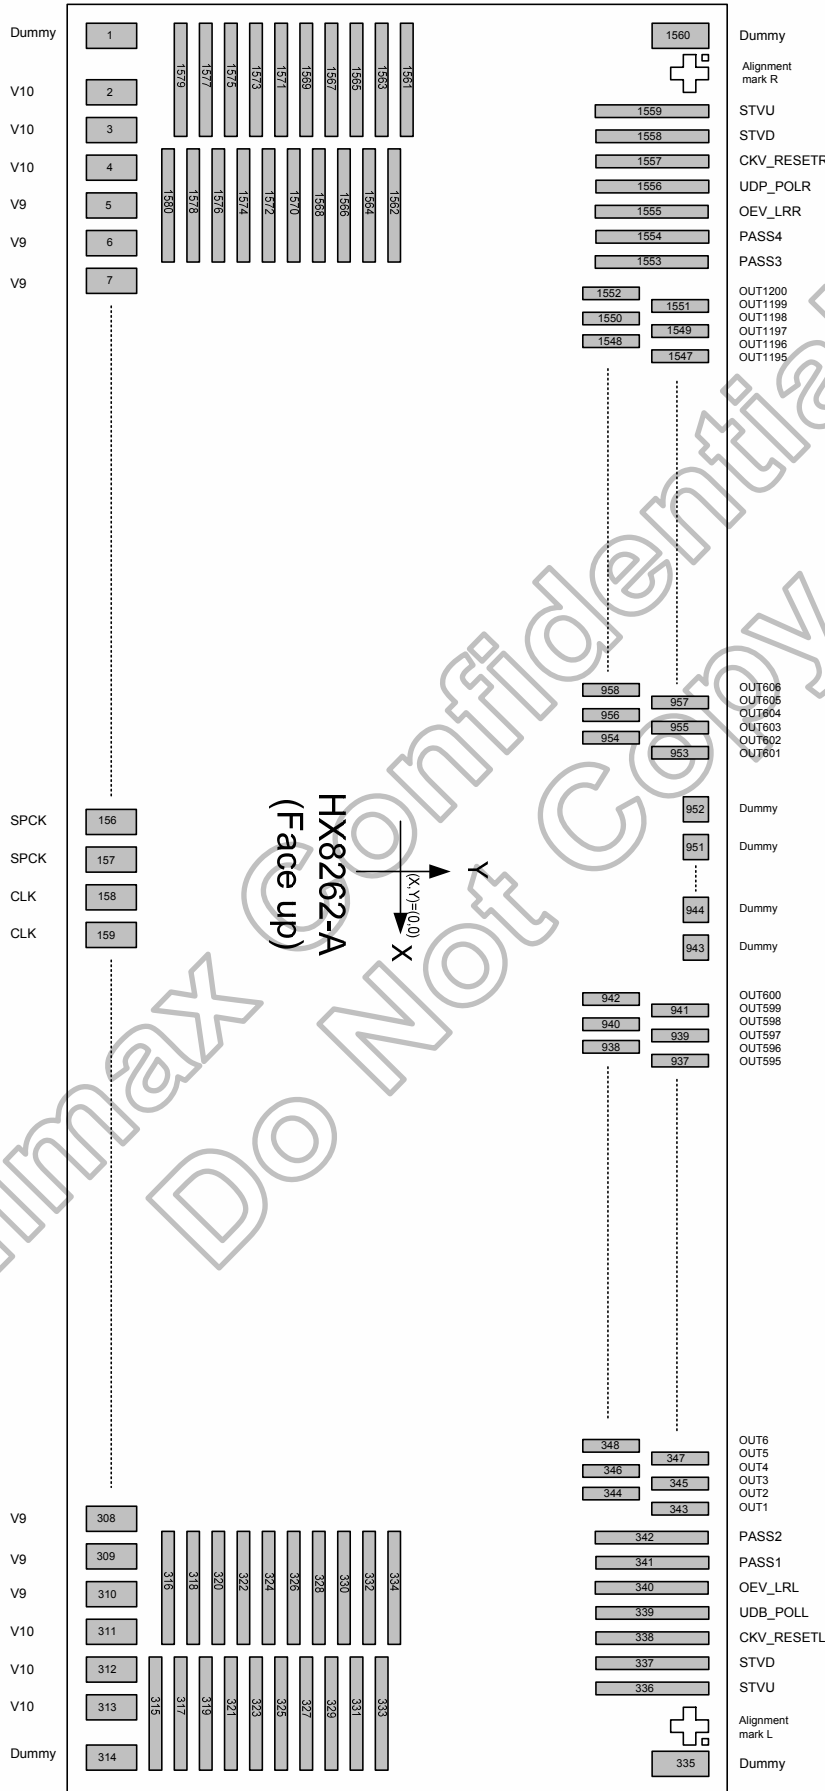 Dummy 1
V10 2
V10 3
V10 4
V9 5
V9 6
V9 7
1579 1577 1575 1573 1571 1569 1567 1565 1563 1561
1580 1578 1576 1574 1572 1570 1568 1566 1564 1562
1560 Dummy
Alignment
mark R
1559 STVU
1558 STVD
1557 CKV_RESETR
1556 UDP_POLR
1555 OEV_LRR
1554 PASS4
1553 PASS3
1552 OUT1200
1551 OUT1199
1550 OUT1198
1549 OUT1197
1548 OUT1196
1547 OUT1195
958 OUT606
957 OUT605
956 OUT604
955 OUT603
954 OUT602
953 OUT601
SPCK 156
SPCK 157
CLK 158
CLK 159
HX8262-A
(Face up)
(X,Y)=(0,0)
Y
X
952 Dummy
951 Dummy
944 Dummy
943 Dummy
942 OUT600
941 OUT599
940 OUT598
939 OUT597
938 OUT596
937 OUT595
348 OUT6
347 OUT5
346 OUT4
345 OUT3
344 OUT2
343 OUT1
V9 308
V9 309
V9 310
V10 311
V10 312
V10 313
Dummy 314
316 318 320 322 324 326 328 330 332 334
315 317 319 321 323 325 327 329 331 333
342 PASS2
341 PASS1
340 OEV_LRL
339 UDB_POLL
338 CKV_RESETL
337 STVD
336 STVU
Alignment
mark L
335 Dummy
max Confidential
Do Not Copy